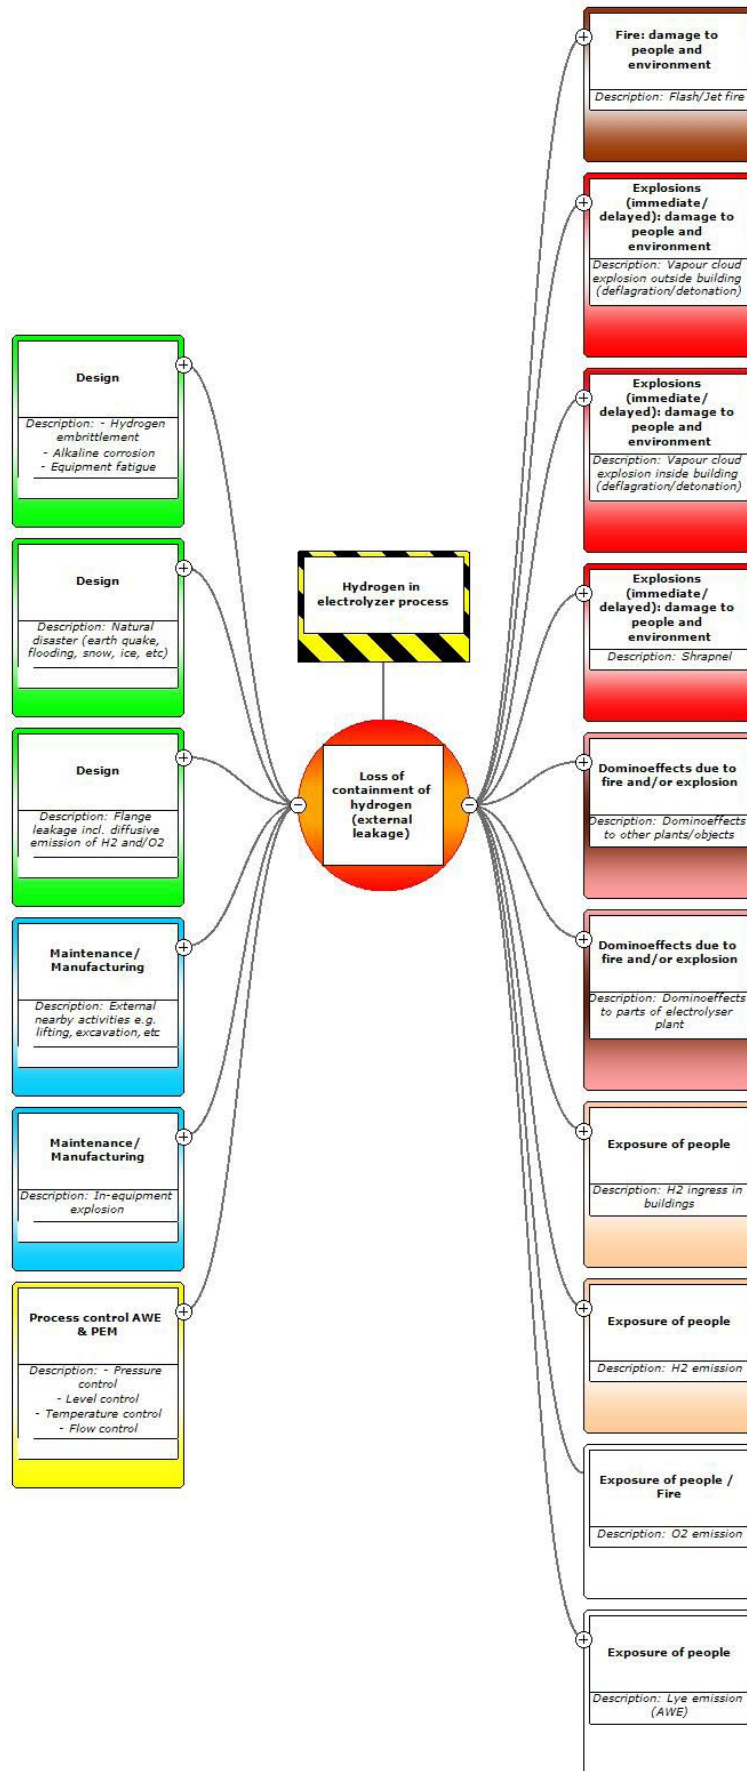 Design
Description: - Hydrogen
embrittlement
- Alkaline corrosion
- Equipment fatigue
Design
Description: Natural
disaster (earth quake,
flooding, snow, ice, etc)
Design
Description: Flange
leakage incl. diffusive
emission of H2 and/O2
Maintenance/
Manufacturing
Description: External
nearby activities e.g.
lifting, excavation, etc
Maintenance/
Manufacturing
Description: In-equipment
explosion
Process control AWE
& PEM
Description: - Pressure
control
- Level control
- Temperature control
- Flow control
Hydrogen in
electrolyzer process
Loss of
containment of
hydrogen
(external
leakage)
Fire: damage to
people and
environment
Description: Flash/Jet fire
Explosions
(immediate/
delayed): damage to
people and
environment
Description: Vapour cloud
explosion outside building
(deflagration/detonation)
Explosions
(immediate/
delayed): damage to
people and
environment
Description: Vapour cloud
explosion inside building
(deflagration/detonation)
Explosions
(immediate/
delayed): damage to
people and
environment
Description: Shrapnel
Dominoeffects due to
fire and/or explosion
Description: Dominoeffects
to other plants/objects
Dominoeffects due to
fire and/or explosion
Description: Dominoeffects
to parts of electrolyser
plant
Exposure of people
Description: H2 ingress in
buildings
Exposure of people
Description: H2 emission
Exposure of people /
Fire
Description: O2 emission
Exposure of people
Description: Lye emission
(AWE)